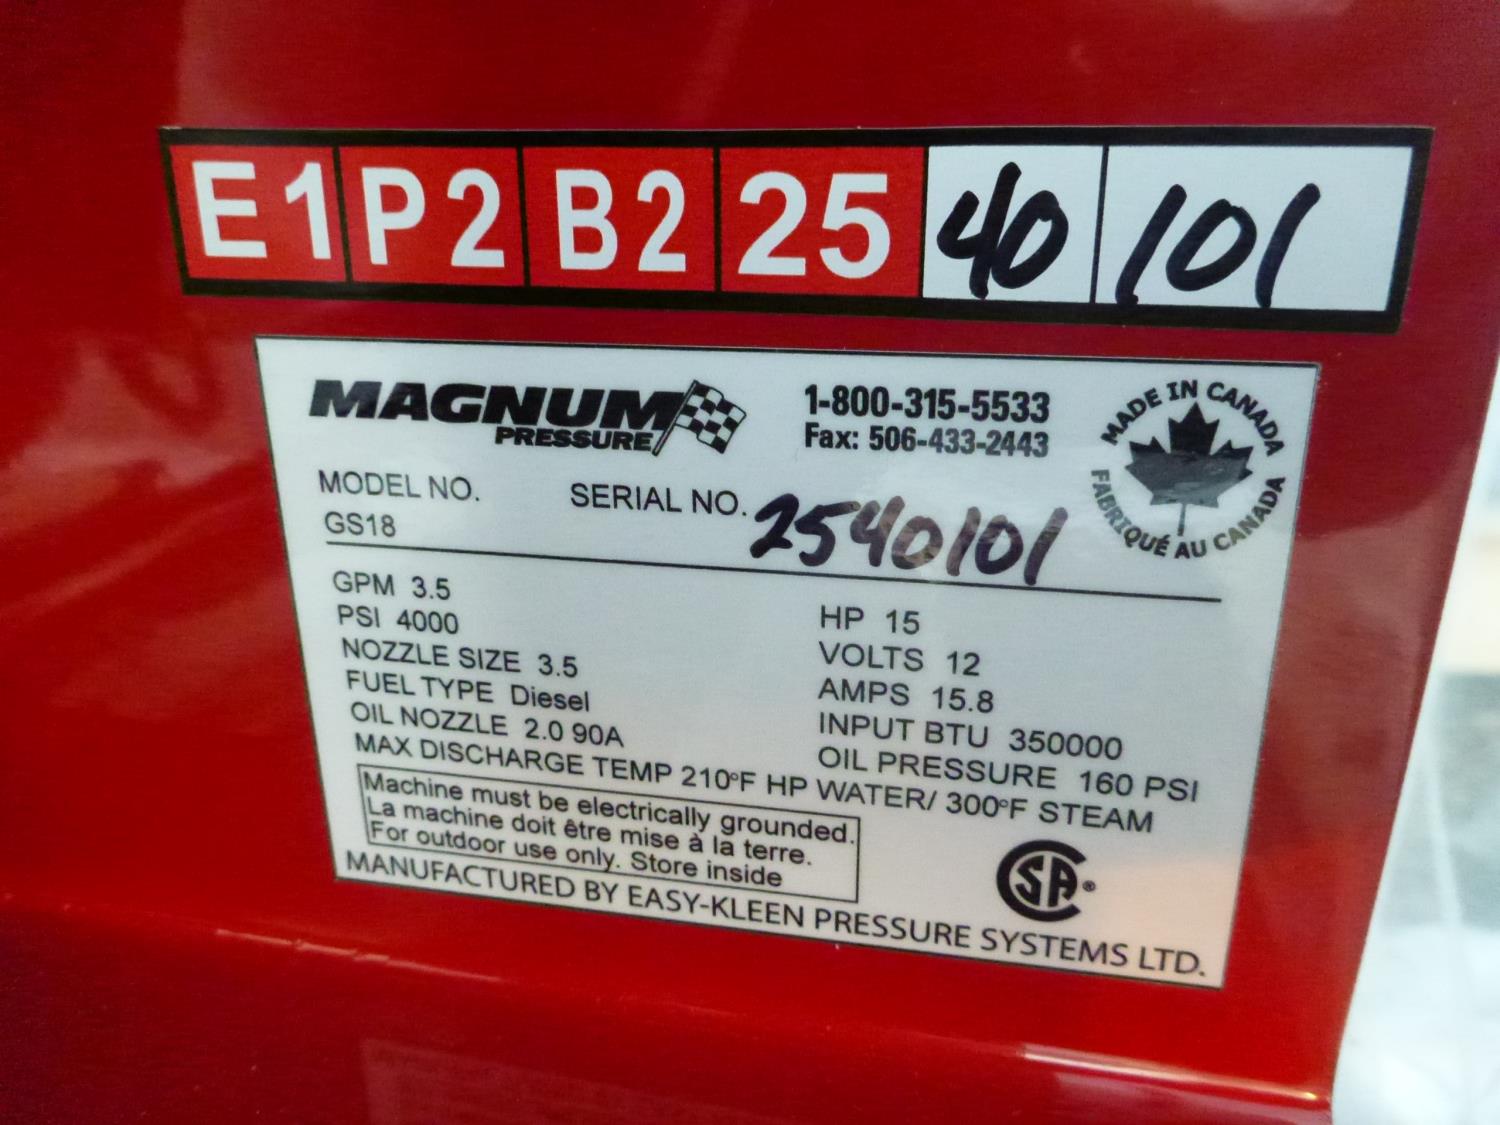 E1 P2 B2 25 40 101
MAGNUM PRESSURE
1-800-315-5533
Fax: 506-433-2443
MADE IN CANADA
FABRIQUÉ AU CANADA
MODEL NO. SERIAL NO. 2540101
GS18
GPM 3.5
PSI 4000
NOZZLE SIZE 3.5
FUEL TYPE Diesel
OIL NOZZLE 2.0 90A
HP 15
VOLTS 12
AMPS 15.8
INPUT BTU 350000
OIL PRESSURE 160 PSI
MAX DISCHARGE TEMP 210°F HP WATER/ 300°F STEAM
Machine must be electrically grounded.
La machine doit être mise à la terre.
For outdoor use only. Store inside
CSA®
MANUFACTURED BY EASY-KLEEN PRESSURE SYSTEMS LTD.